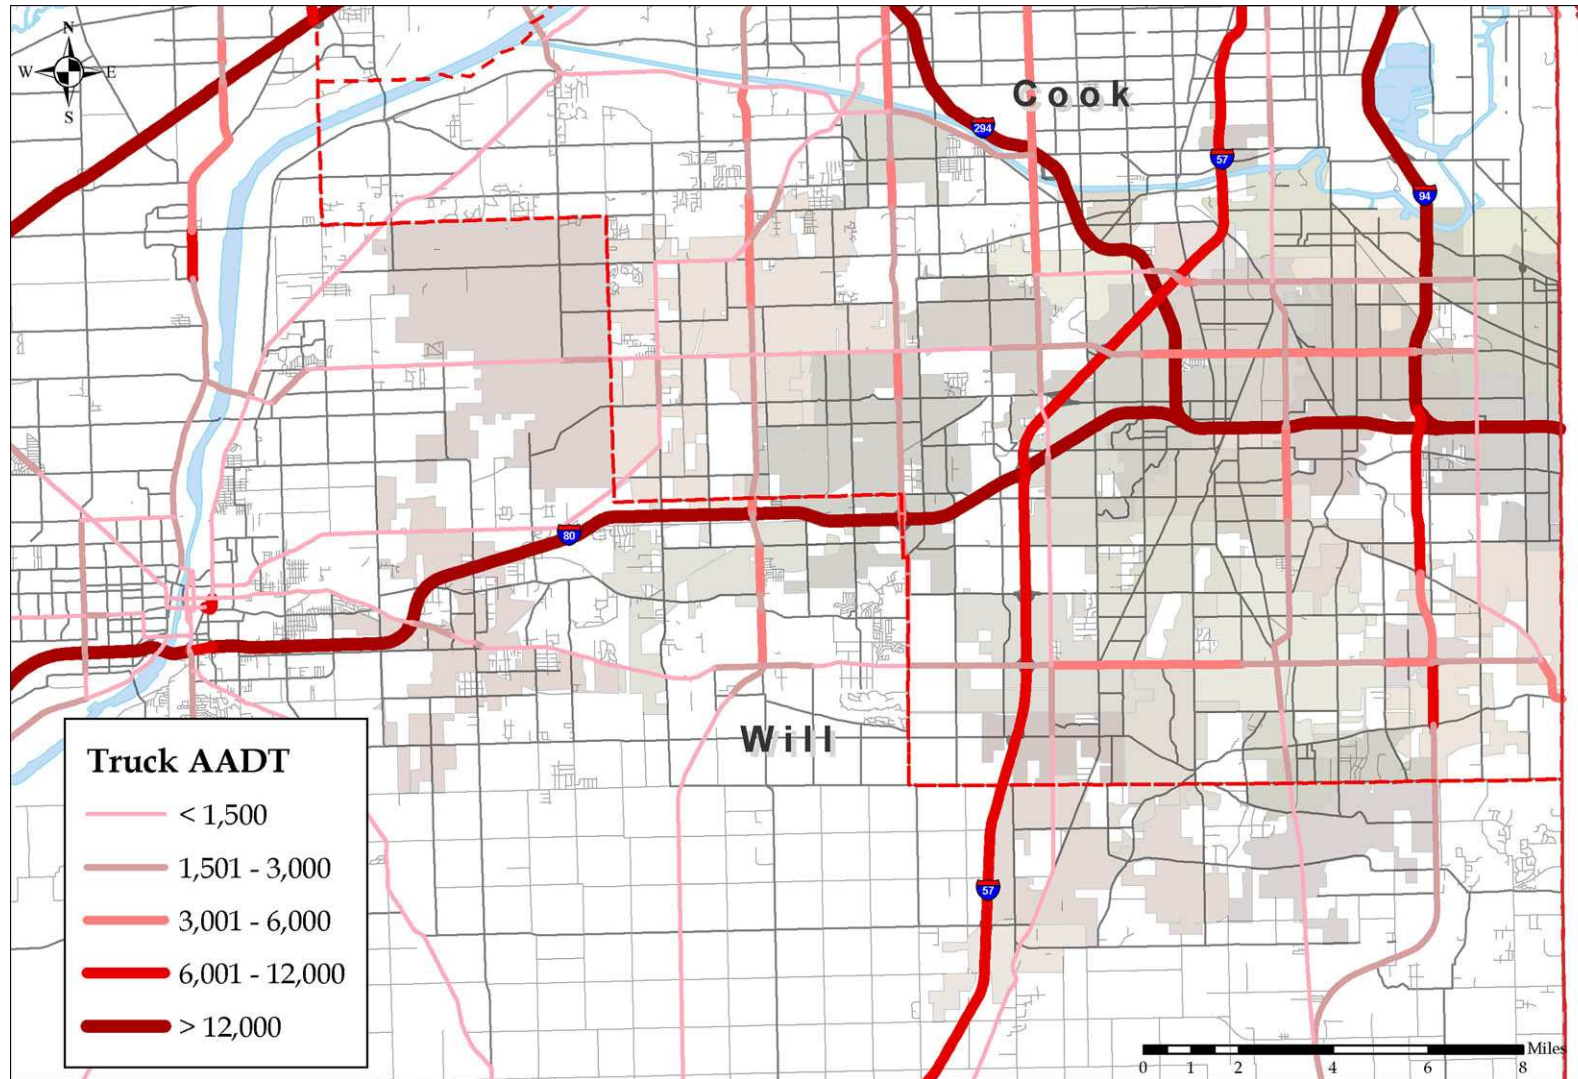 N
W E
S
Cook
294
57
94
80
Will
57
Truck AADT
< 1,500
1,501 - 3,000
3,001 - 6,000
6,001 - 12,000
> 12,000
Miles
0 1 2 4 6 8